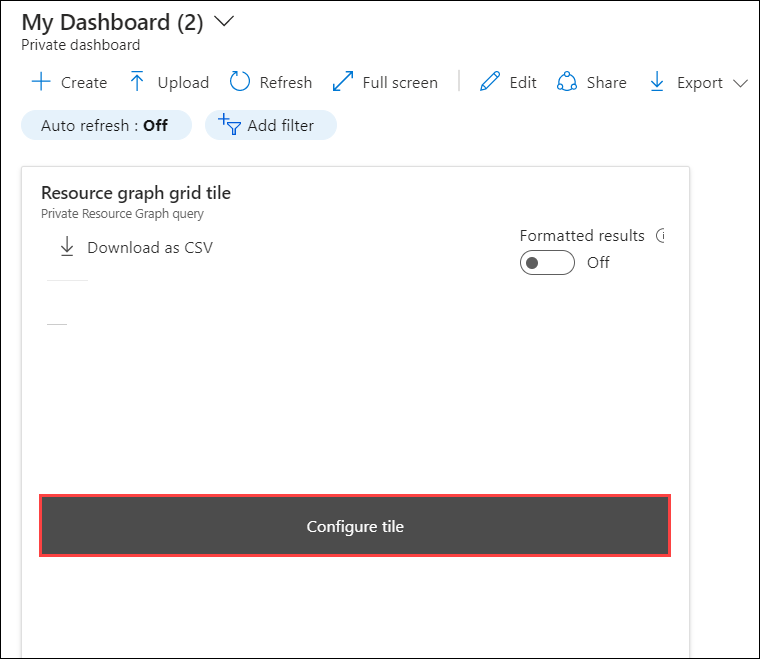 My Dashboard (2)
Private dashboard
Create Upload Refresh Full screen Edit Share Export
Auto refresh : Off Add filter
Resource graph grid tile
Private Resource Graph query
Download as CSV
Formatted results
Off
Configure tile